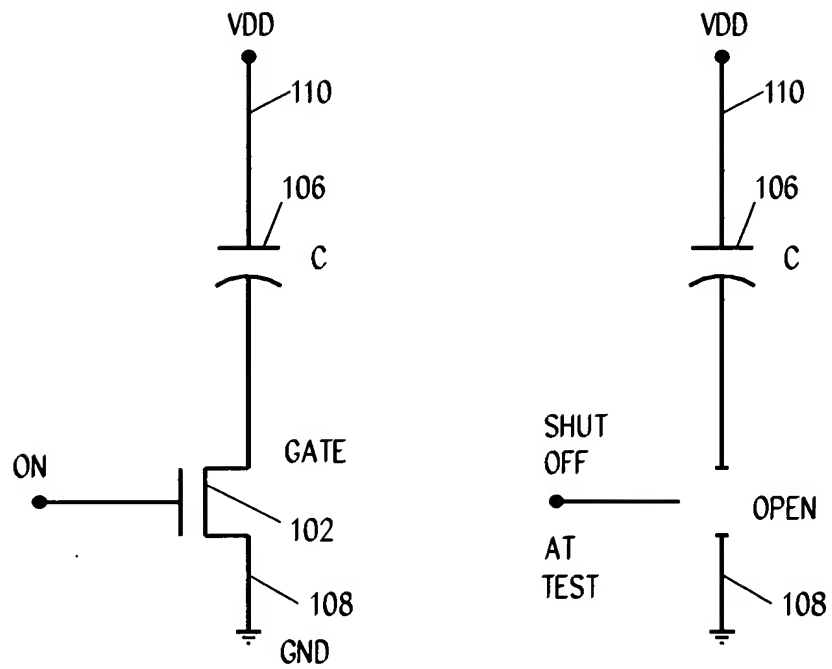 VDD
110
106
C
GATE
ON
102
108
GND
VDD
110
106
C
SHUT
OFF
OPEN
AT
TEST
108